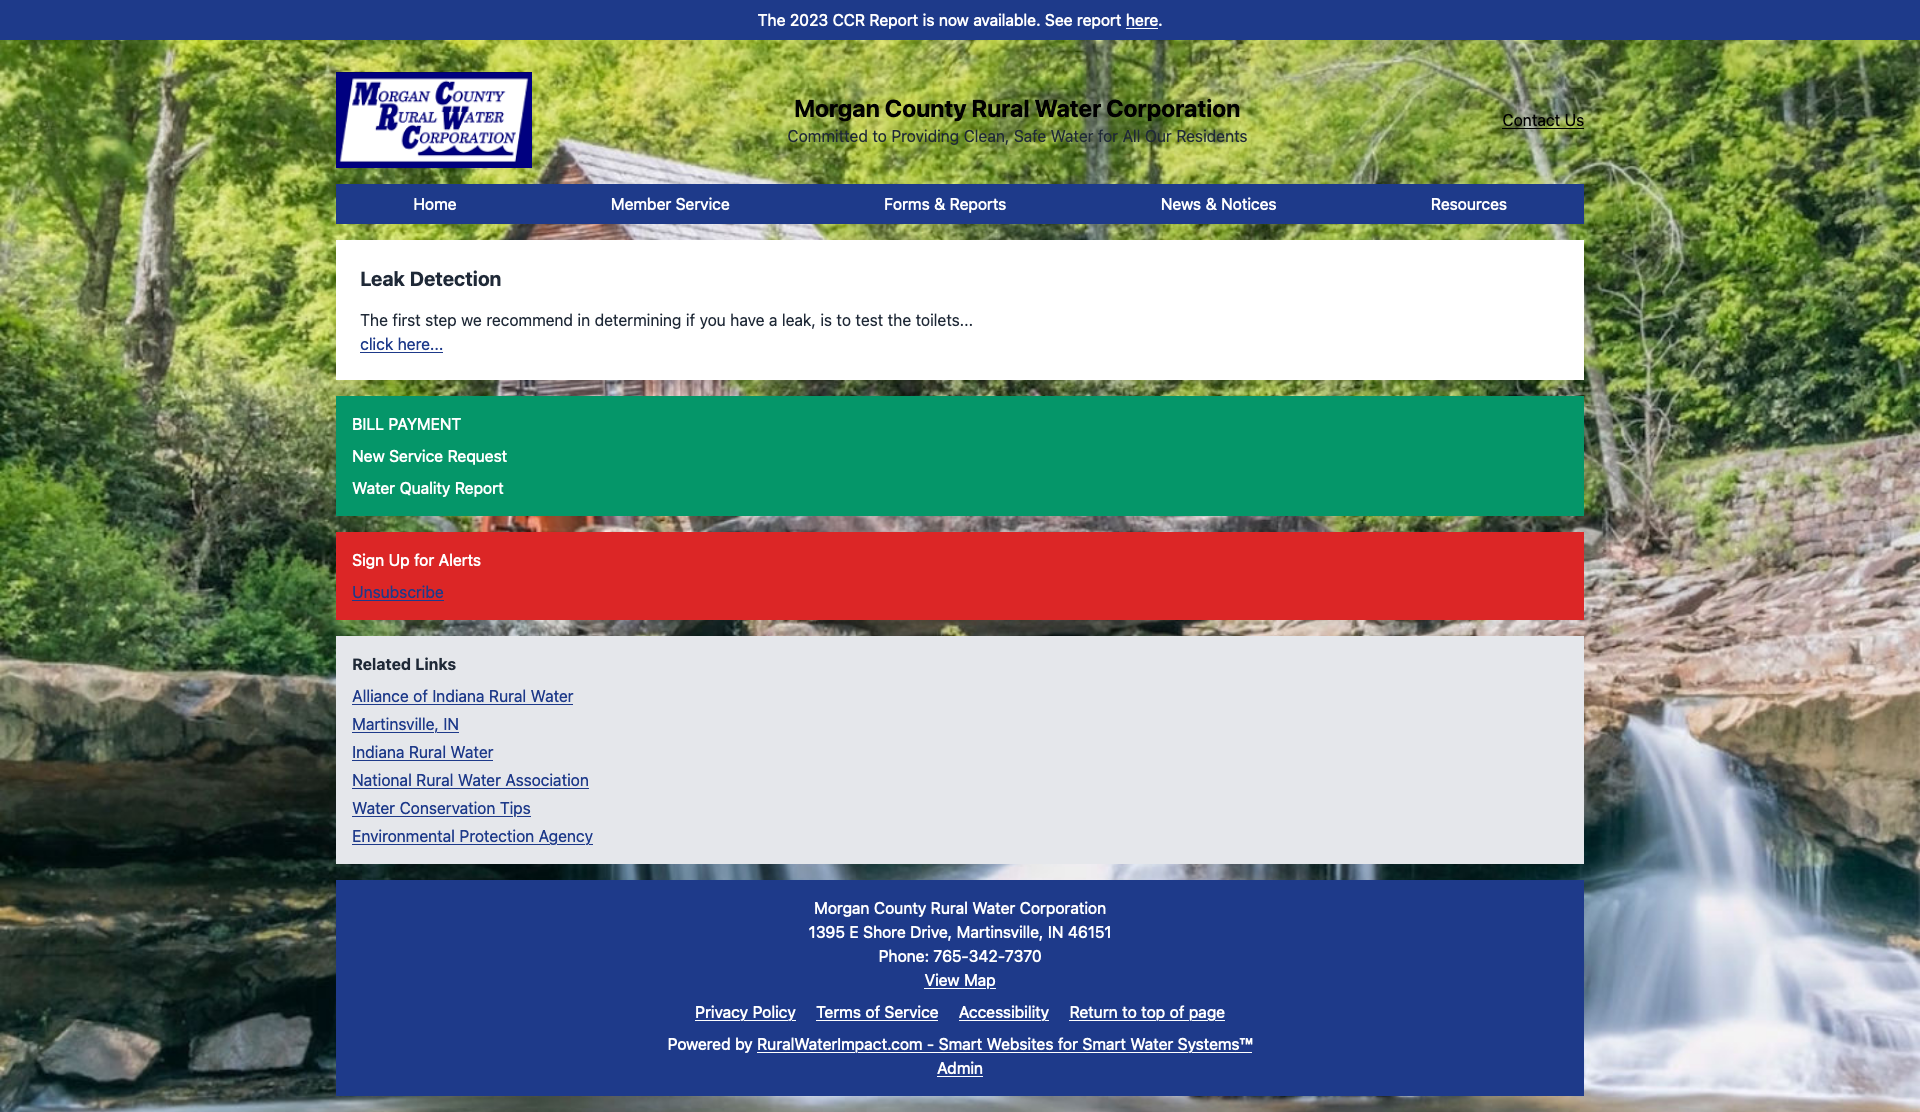 The 2023 CCR Report is now available. See report here.
MORGAN COUNTY
RURAL WATER
CORPORATION
Morgan County Rural Water Corporation
Committed to Providing Clean, Safe Water for All Our Residents
Contact Us
Home Member Service Forms & Reports News & Notices Resources
Leak Detection
The first step we recommend in determining if you have a leak, is to test the toilets...
click here...
BILL PAYMENT
New Service Request
Water Quality Report
Sign Up for Alerts
Unsubscribe
Related Links
Alliance of Indiana Rural Water
Martinsville, IN
Indiana Rural Water
National Rural Water Association
Water Conservation Tips
Environmental Protection Agency
Morgan County Rural Water Corporation
1395 E Shore Drive, Martinsville, IN 46151
Phone: 765-342-7370
View Map
Privacy Policy Terms of Service Accessibility Return to top of page
Powered by RuralWaterImpact.com - Smart Websites for Smart Water Systems™
Admin